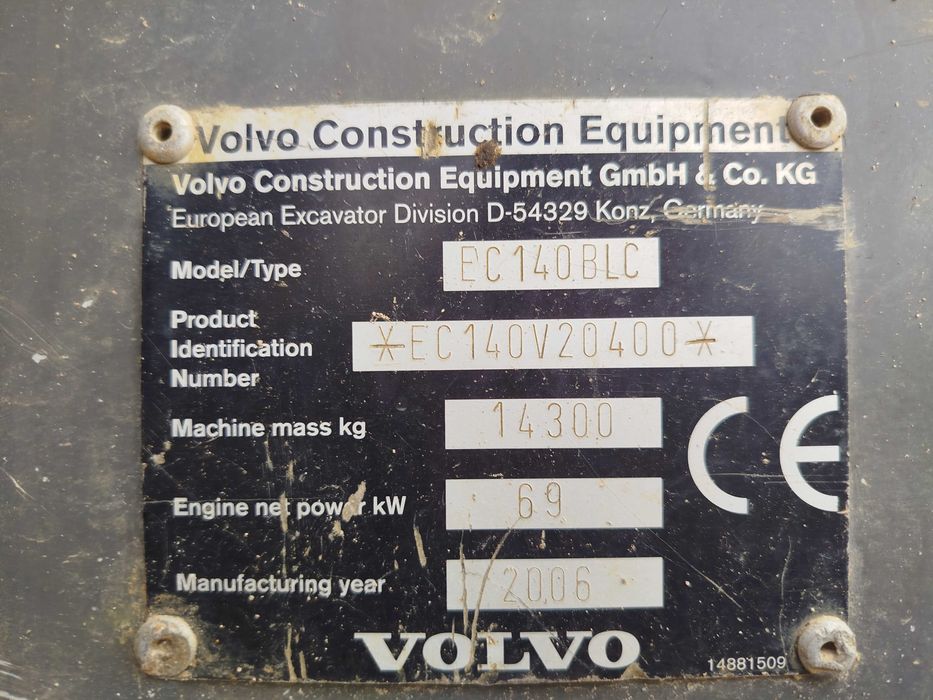 Volvo Construction Equipment
Volvo Construction Equipment GmbH & Co. KG
European Excavator Division D-54329 Konz, Germany
Model/Type EC140BLC
Product
Identification *EC140V20400*
Number
Machine mass kg 14300
CE
Engine net power kW 69
Manufacturing year 2006
VOLVO
14881509